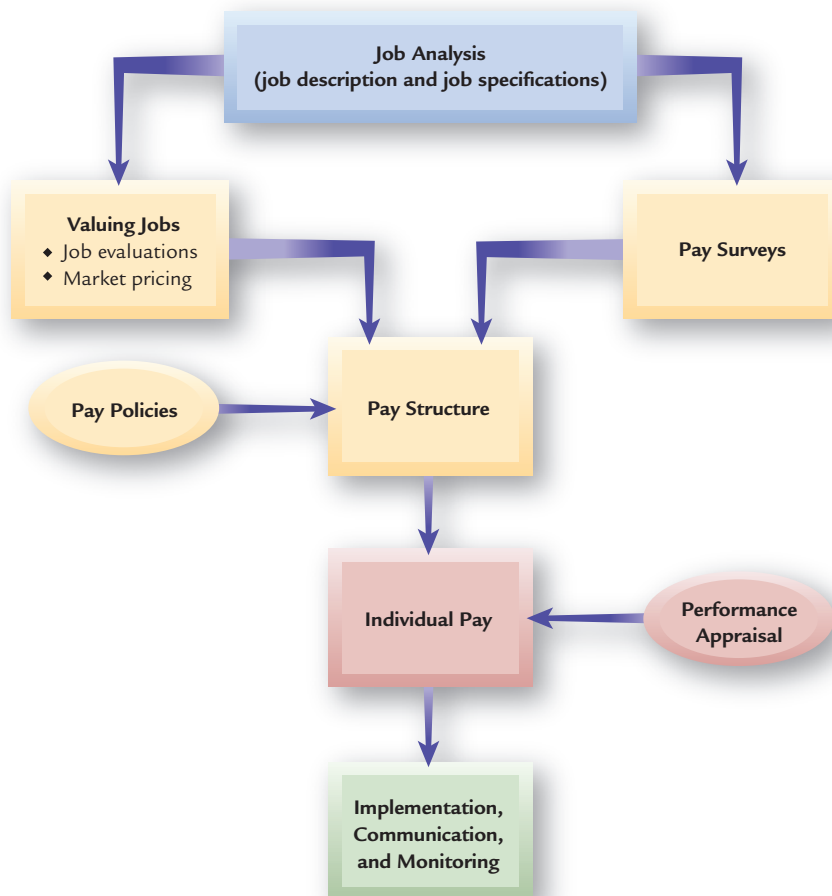 Job Analysis
(job description and job specifications)
Valuing Jobs
◆ Job evaluations
◆ Market pricing
Pay Surveys
Pay Policies
Pay Structure
Individual Pay
Performance
Appraisal
Implementation,
Communication,
and Monitoring